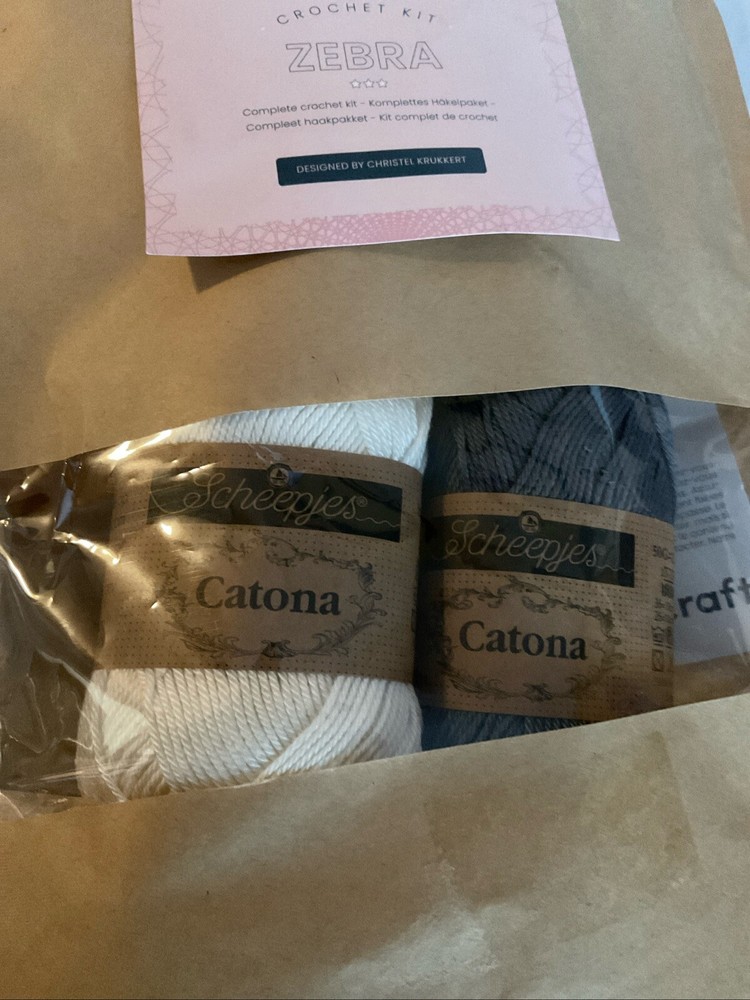 CROCHET KIT
ZEBRA
Complete crochet kit - Komplettes Häkelpaket -
Compleet haakpakket - Kit complet de crochet
DESIGNED BY CHRISTEL KRUKKERT
Scheepjes®
Catona
Scheepjes
Catona
raft